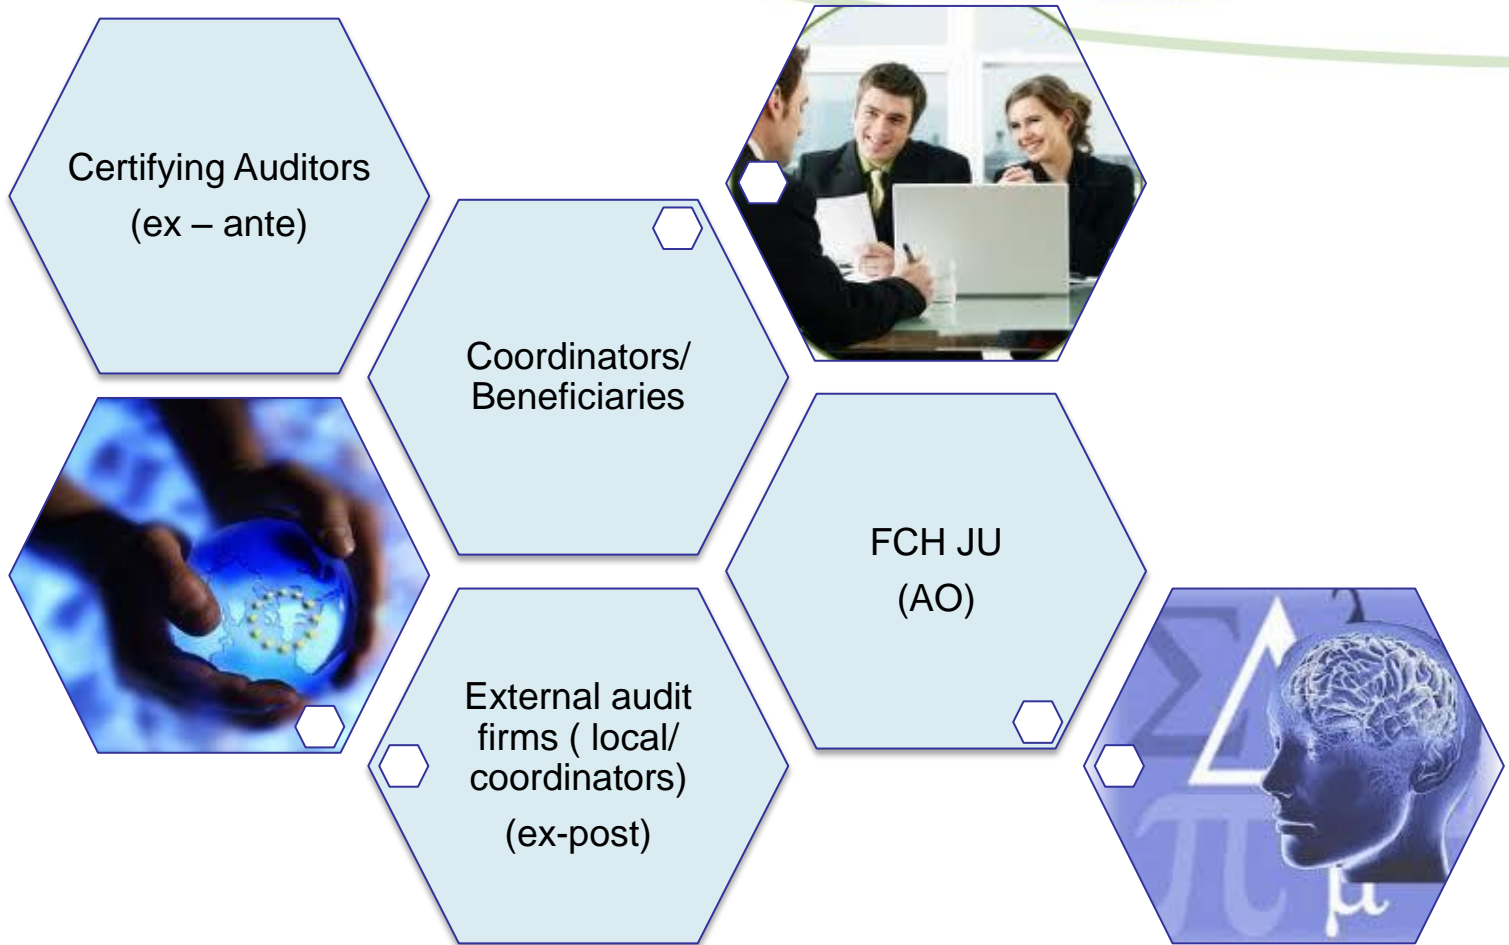 Certifying Auditors
(ex – ante)
Coordinators/
Beneficiaries
FCH JU
(AO)
External audit
firms ( local/
coordinators)
(ex-post)
Σ
Δ
π
μ